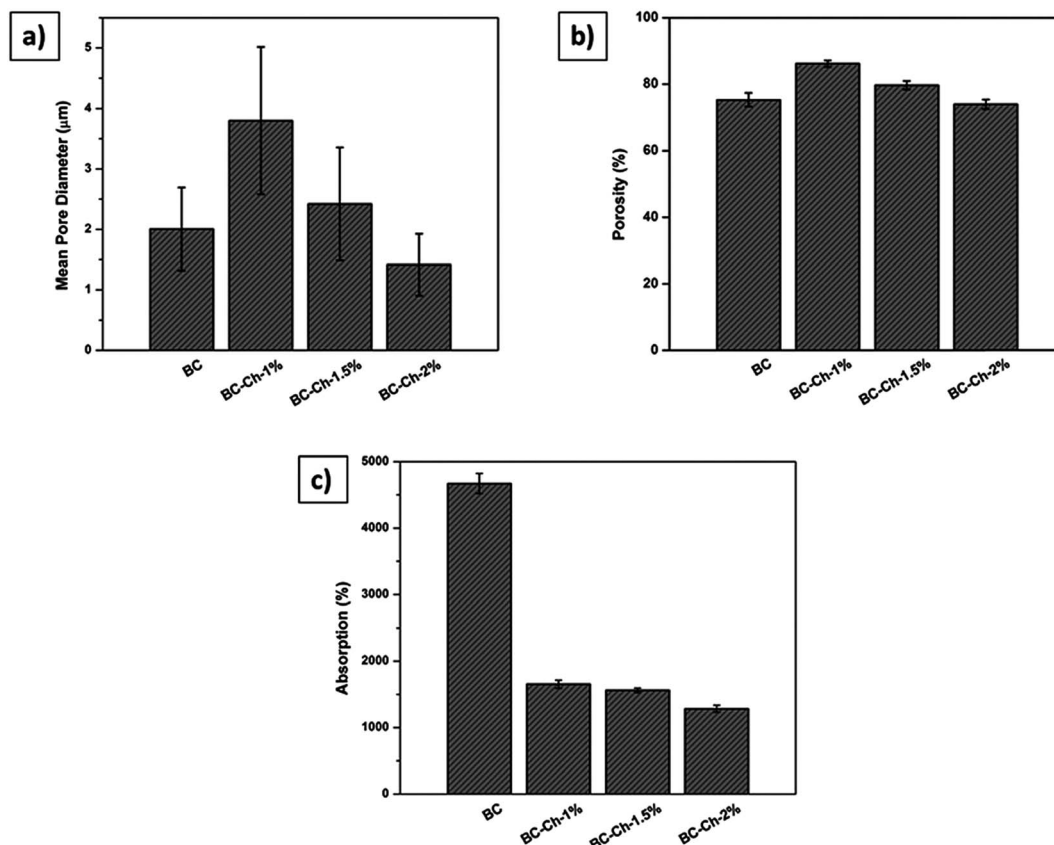 a)
Mean Pore Diameter (μm)
5
4
3
2
1
0
BC
BC-Ch-1%
BC-Ch-1.5%
BC-Ch-2%
b)
Porosity (%)
100
80
60
40
20
0
BC
BC-Ch-1%
BC-Ch-1.5%
BC-Ch-2%
c)
Absorption (%)
5000
4000
3000
2000
1000
0
BC
BC-Ch-1%
BC-Ch-1.5%
BC-Ch-2%